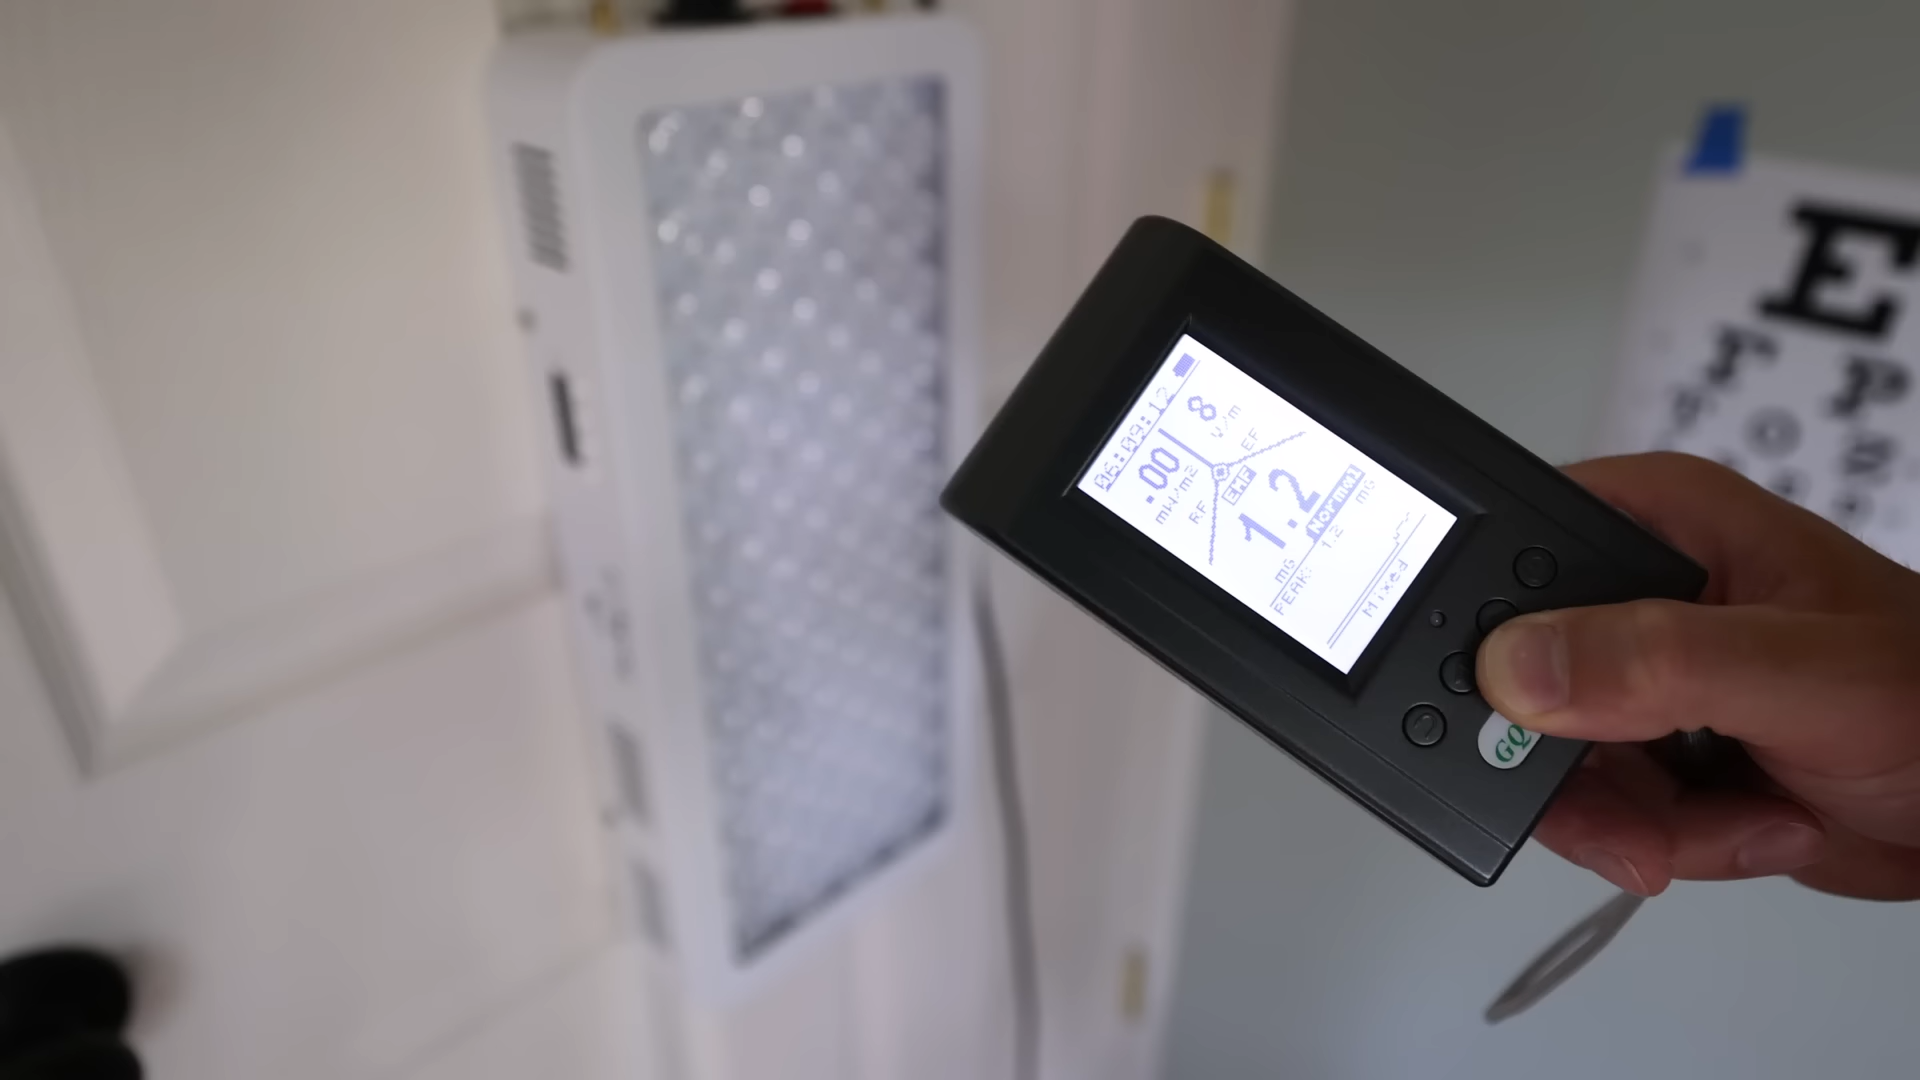 06:09:12
.00
mW/m2
RF
8
V/m
EF
EMF
1.2
mG
Normal
PEAK: 1.2 mG
Mixed
GQ
E
F P
T O Z